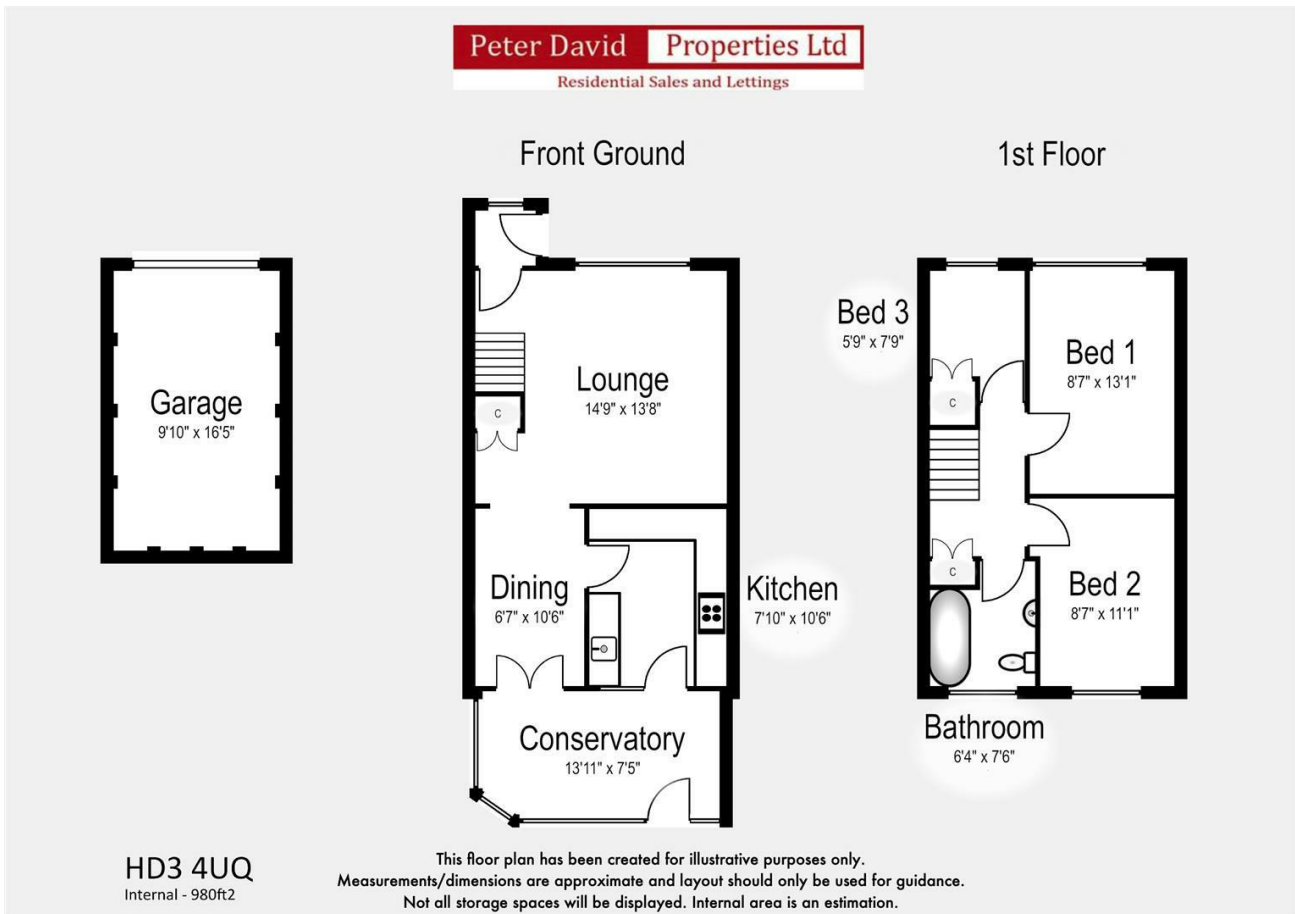 Peter David Properties Ltd
Residential Sales and Lettings
Front Ground
1st Floor
Garage
9'10" x 16'5"
Lounge
14'9" x 13'8"
C
Dining
6'7" x 10'6"
Kitchen
7'10" x 10'6"
Conservatory
13'11" x 7'5"
Bed 3
5'9" x 7'9"
Bed 1
8'7" x 13'1"
C
C
Bed 2
8'7" x 11'1"
Bathroom
6'4" x 7'6"
HD3 4UQ
Internal - 980ft2
This floor plan has been created for illustrative purposes only.
Measurements/dimensions are approximate and layout should only be used for guidance.
Not all storage spaces will be displayed. Internal area is an estimation.